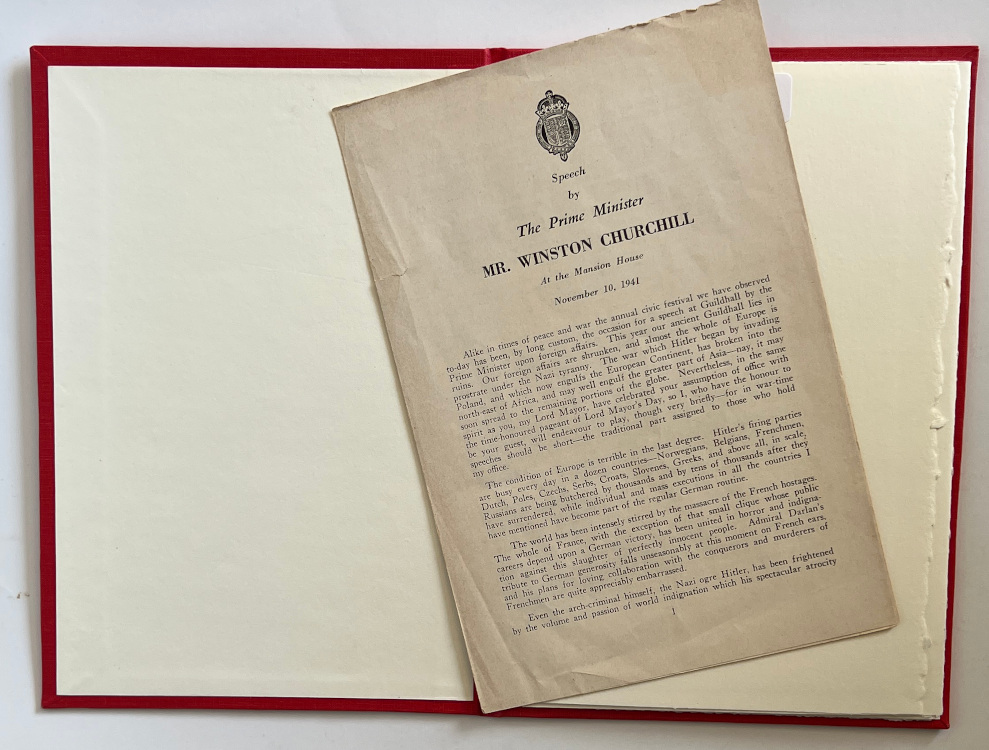 Speech
by
The Prime Minister
MR. WINSTON CHURCHILL
At the Mansion House
November 10, 1941
Alike in times of peace and war the annual civic festival we have observed
to-day has been, by long custom, the occasion for a speech at Guildhall by the
Prime Minister upon foreign affairs. This year our ancient Guildhall lies in
ruins. Our foreign affairs are shrunken, and almost the whole of Europe is
prostrate under the Nazi tyranny. The war which Hitler began by invading
Poland, and which now engulfs the European Continent, has broken into the
north-east of Africa, and may well engulf the greater part of Asia—nay, it may
soon spread to the remaining portions of the globe. Nevertheless, in the same
spirit as you, my Lord Mayor, have celebrated your assumption of office with
the time-honoured pageant of Lord Mayor's Day, so I, who have the honour to
be your guest, will endeavour to play, though very briefly—for in war-time
speeches should be short—the traditional part assigned to those who hold
my office.
The condition of Europe is terrible in the last degree. Hitler's firing parties
are busy every day in a dozen countries—Norwegians, Belgians, Frenchmen,
Dutch, Poles, Czechs, Serbs, Croats, Slovenes, Greeks, and above all, in scale,
Russians are being butchered by thousands and by tens of thousands after they
have surrendered, while individual and mass executions in all the countries I
have mentioned have become part of the regular German routine.
The world has been intensely stirred by the massacre of the French hostages.
The whole of France, with the exception of that small clique whose public
careers depend upon a German victory, has been united in horror and indigna-
tion against this slaughter of perfectly innocent people. Admiral Darlan's
tribute to German generosity falls unseasonably at this moment on French ears,
and his plans for loving collaboration with the conquerors and murderers of
Frenchmen are quite appreciably embarrassed.
Even the arch-criminal himself, the Nazi ogre Hitler, has been frightened
by the volume and passion of world indignation which his spectacular atrocity
1